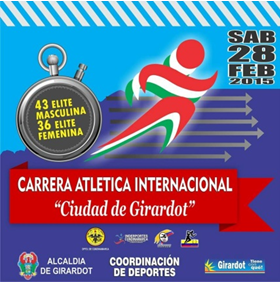 SAB
28
FEB
2015
43 ELITE
MASCULINA
36 ELITE
FEMENINA
CARRERA ATLETICA INTERNACIONAL
"Ciudad de Girardot"
ALCALDIA
DE GIRARDOT
COORDINACIÓN
DE DEPORTES
Girardot